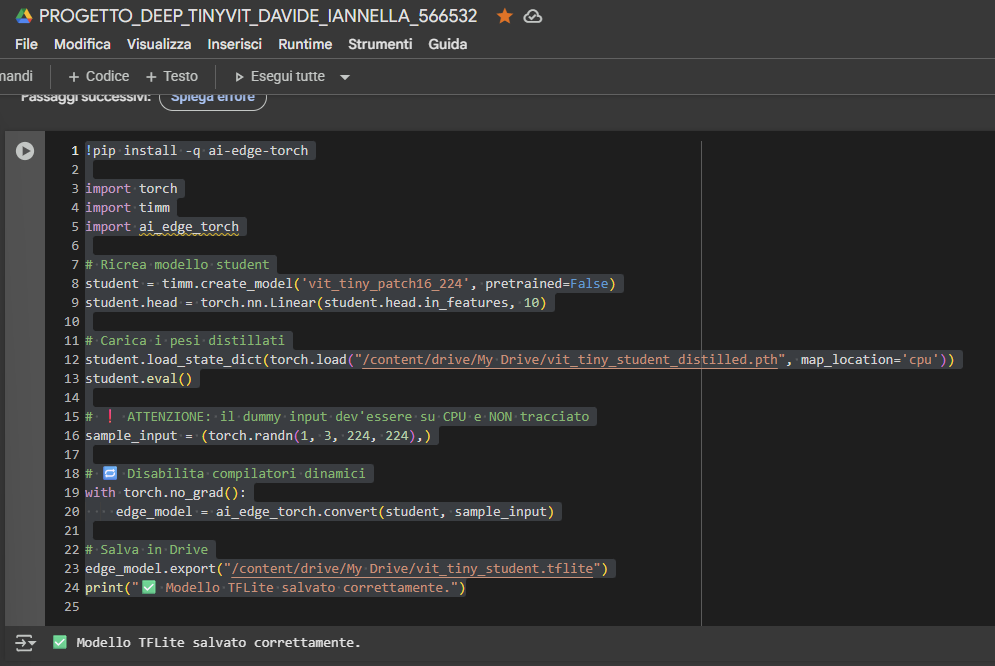 PROGETTO_DEEP_TINYVIT_DAVIDE_IANNELLA_566532
File Modifica Visualizza Inserisci Runtime Strumenti Guida
mandi + Codice + Testo Esegui tutte
Passaggi successivi: Spiega errore
1 !pip install -q ai-edge-torch
2
3 import torch
4 import timm
5 import ai_edge_torch
6
7 # Ricrea modello student
8 student = timm.create_model('vit_tiny_patch16_224', pretrained=False)
9 student.head = torch.nn.Linear(student.head.in_features, 10)
10
11 # Carica i pesi distillati
12 student.load_state_dict(torch.load("/content/drive/My Drive/vit_tiny_student_distilled.pth", map_location='cpu'))
13 student.eval()
14
15 # ❗ ATTENZIONE: il dummy input dev'essere su CPU e NON tracciato
16 sample_input = (torch.randn(1, 3, 224, 224),)
17
18 # 🔁 Disabilita compilatori dinamici
19 with torch.no_grad():
20     edge_model = ai_edge_torch.convert(student, sample_input)
21
22 # Salva in Drive
23 edge_model.export("/content/drive/My Drive/vit_tiny_student.tflite")
24 print("✅ Modello TFLite salvato correttamente.")
25
✅ Modello TFLite salvato correttamente.